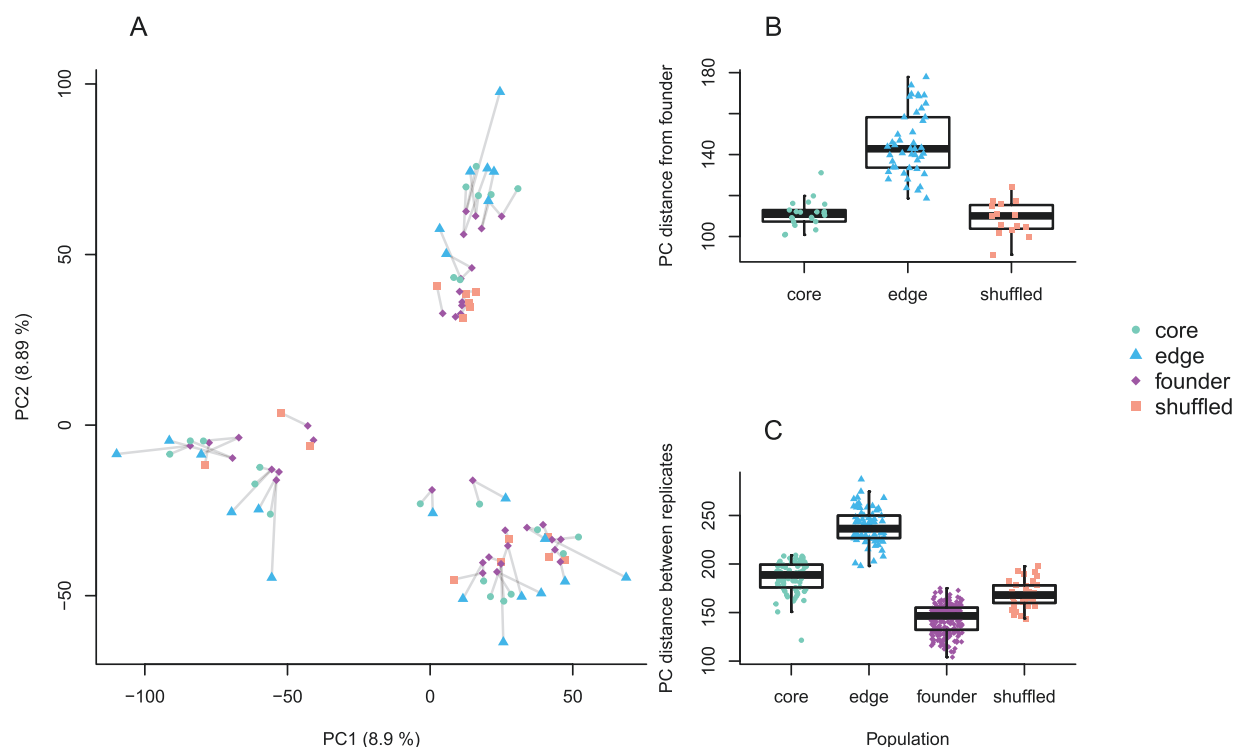 A
PC2 (8.89 %)
100
50
0
−50
−100
−50
0
50
PC1 (8.9 %)
B
PC distance from founder
180
140
100
core
edge
shuffled
core
edge
founder
shuffled
C
PC distance between replicates
250
200
150
100
core
edge
founder
shuffled
Population